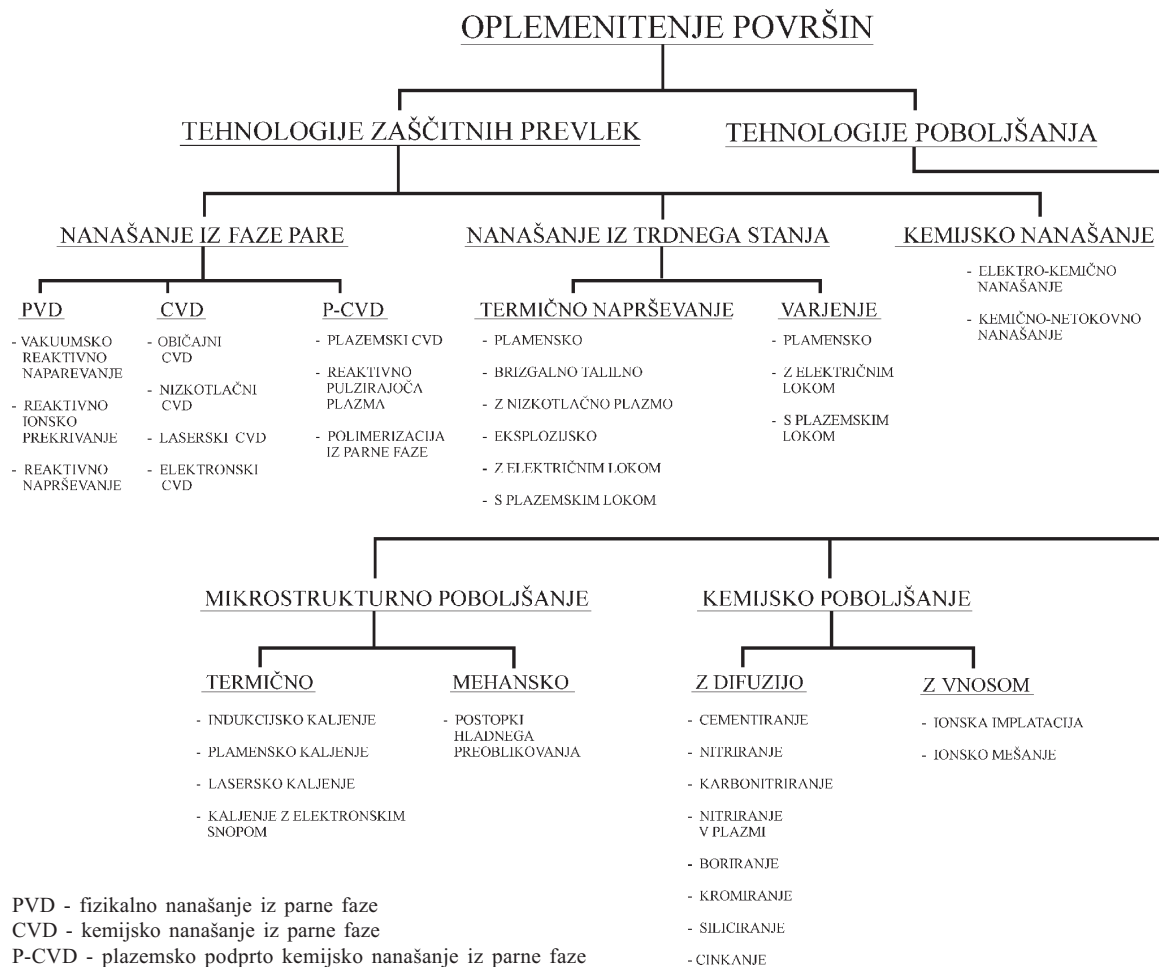 OPLEMENITENJE POVRŠIN
TEHNOLOGIJE ZAŠČITNIH PREVLEK
TEHNOLOGIJE POBOLJŠANJA
NANAŠANJE IZ FAZE PARE
NANAŠANJE IZ TRDNEGA STANJA
KEMIJSKO NANAŠANJE
- ELEKTRO-KEMIČNO
NANAŠANJE
- KEMIČNO-NETOKOVNO
NANAŠANJE
PVD
- VAKUUMSKO
REAKTIVNO
NAPAREVANJE
- REAKTIVNO
IONSKO
PREKRIVANJE
- REAKTIVNO
NAPRŠEVANJE
CVD
- OBIČAJNI
CVD
- NIZKOTLAČNI
CVD
- LASERSKI CVD
- ELEKTRONSKI
CVD
P-CVD
- PLAZEMSKI CVD
- REAKTIVNO
PULZIRAJOČA
PLAZMA
- POLIMERIZACIJA
IZ PARNE FAZE
TERMIČNO NAPRŠEVANJE
- PLAMENSKO
- BRIZGALNO TALILNO
- Z NIZKOTLAČNO PLAZMO
- EKSPLOZIJSKO
- Z ELEKTRIČNIM LOKOM
- S PLAZEMSKIM LOKOM
VARJENJE
- PLAMENSKO
- Z ELEKTRIČNIM
LOKOM
- S PLAZEMSKIM
LOKOM
MIKROSTRUKTURNO POBOLJŠANJE
KEMIJSKO POBOLJŠANJE
TERMIČNO
- INDUKCIJSKO KALJENJE
- PLAMENSKO KALJENJE
- LASERSKO KALJENJE
- KALJENJE Z ELEKTRONSKIM
SNOPOM
MEHANSKO
- POSTOPKI
HLADNEGA
PREOBLIKOVANJA
Z DIFUZIJO
- CEMENTIRANJE
- NITRIRANJE
- KARBONITRIRANJE
- NITRIRANJE
V PLAZMI
- BORIRANJE
- KROMIRANJE
- SILICIRANJE
- CINKANJE
Z VNOSOM
- IONSKA IMPLATACIJA
- IONSKO MEŠANJE
PVD - fizikalno nanašanje iz parne faze
CVD - kemijsko nanašanje iz parne faze
P-CVD - plazemsko podprto kemijsko nanašanje iz parne faze